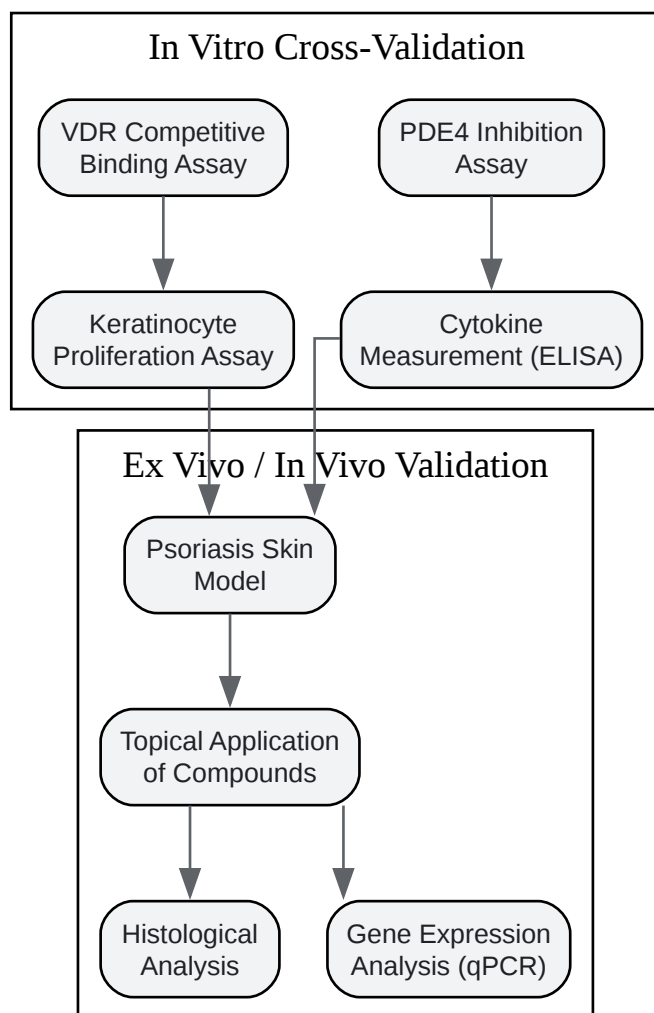 In Vitro Cross-Validation
VDR Competitive
Binding Assay
PDE4 Inhibition
Assay
Keratinocyte
Proliferation Assay
Cytokine
Measurement (ELISA)
Ex Vivo / In Vivo Validation
Psoriasis Skin
Model
Topical Application
of Compounds
Histological
Analysis
Gene Expression
Analysis (qPCR)